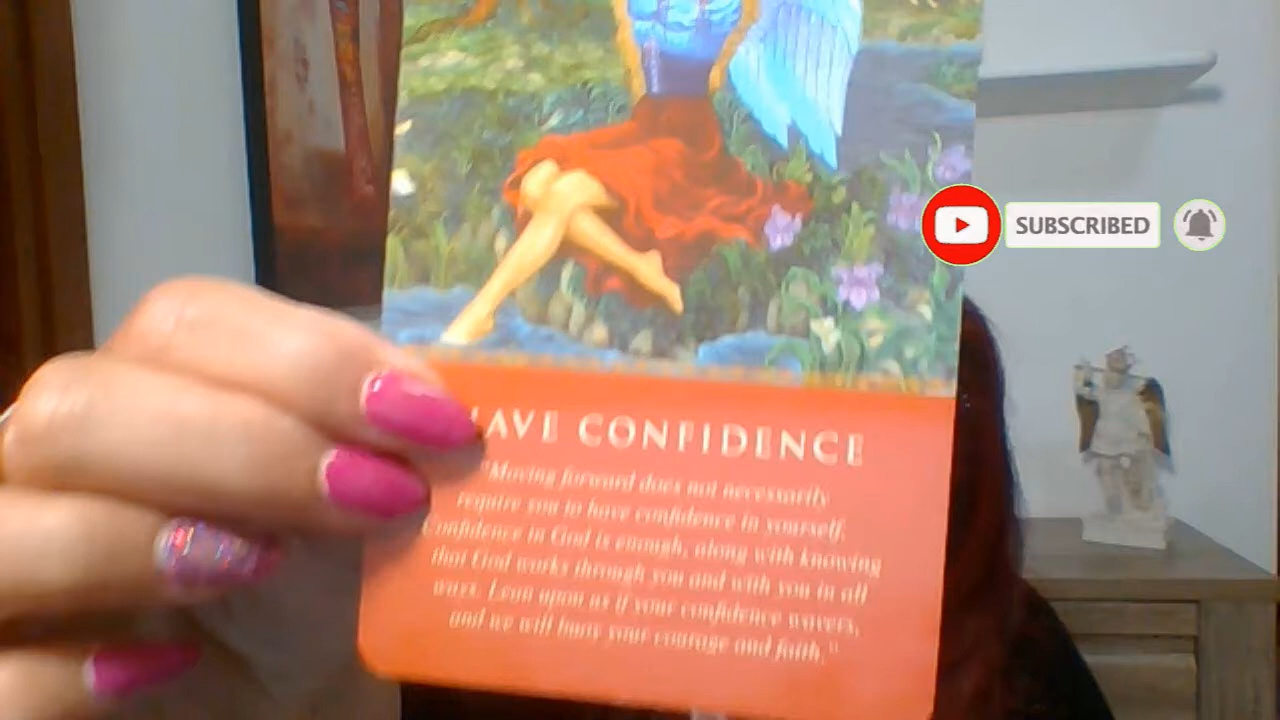 SUBSCRIBED
AVE CONFIDENCE
"Moving forward does not necessarily
require you to have confidence in yourself.
Confidence in God is enough, along with knowing
that God works through you and with you in all
ways. Lean upon us if your confidence wavers,
and we will buoy your courage and faith."